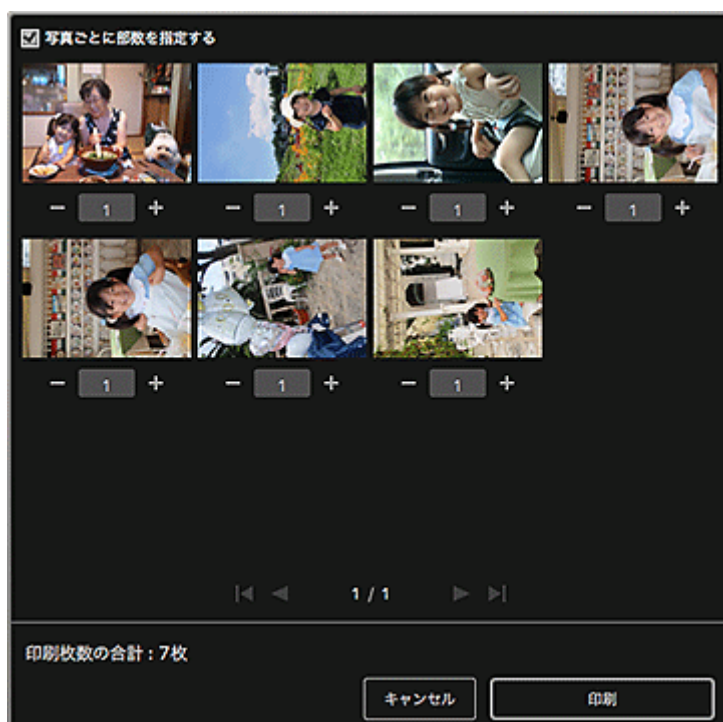 写真ごとに部数を指定する
− 1 + − 1 + − 1 + − 1 +
− 1 + − 1 + − 1 +
1 / 1
印刷枚数の合計：7枚
キャンセル 印刷